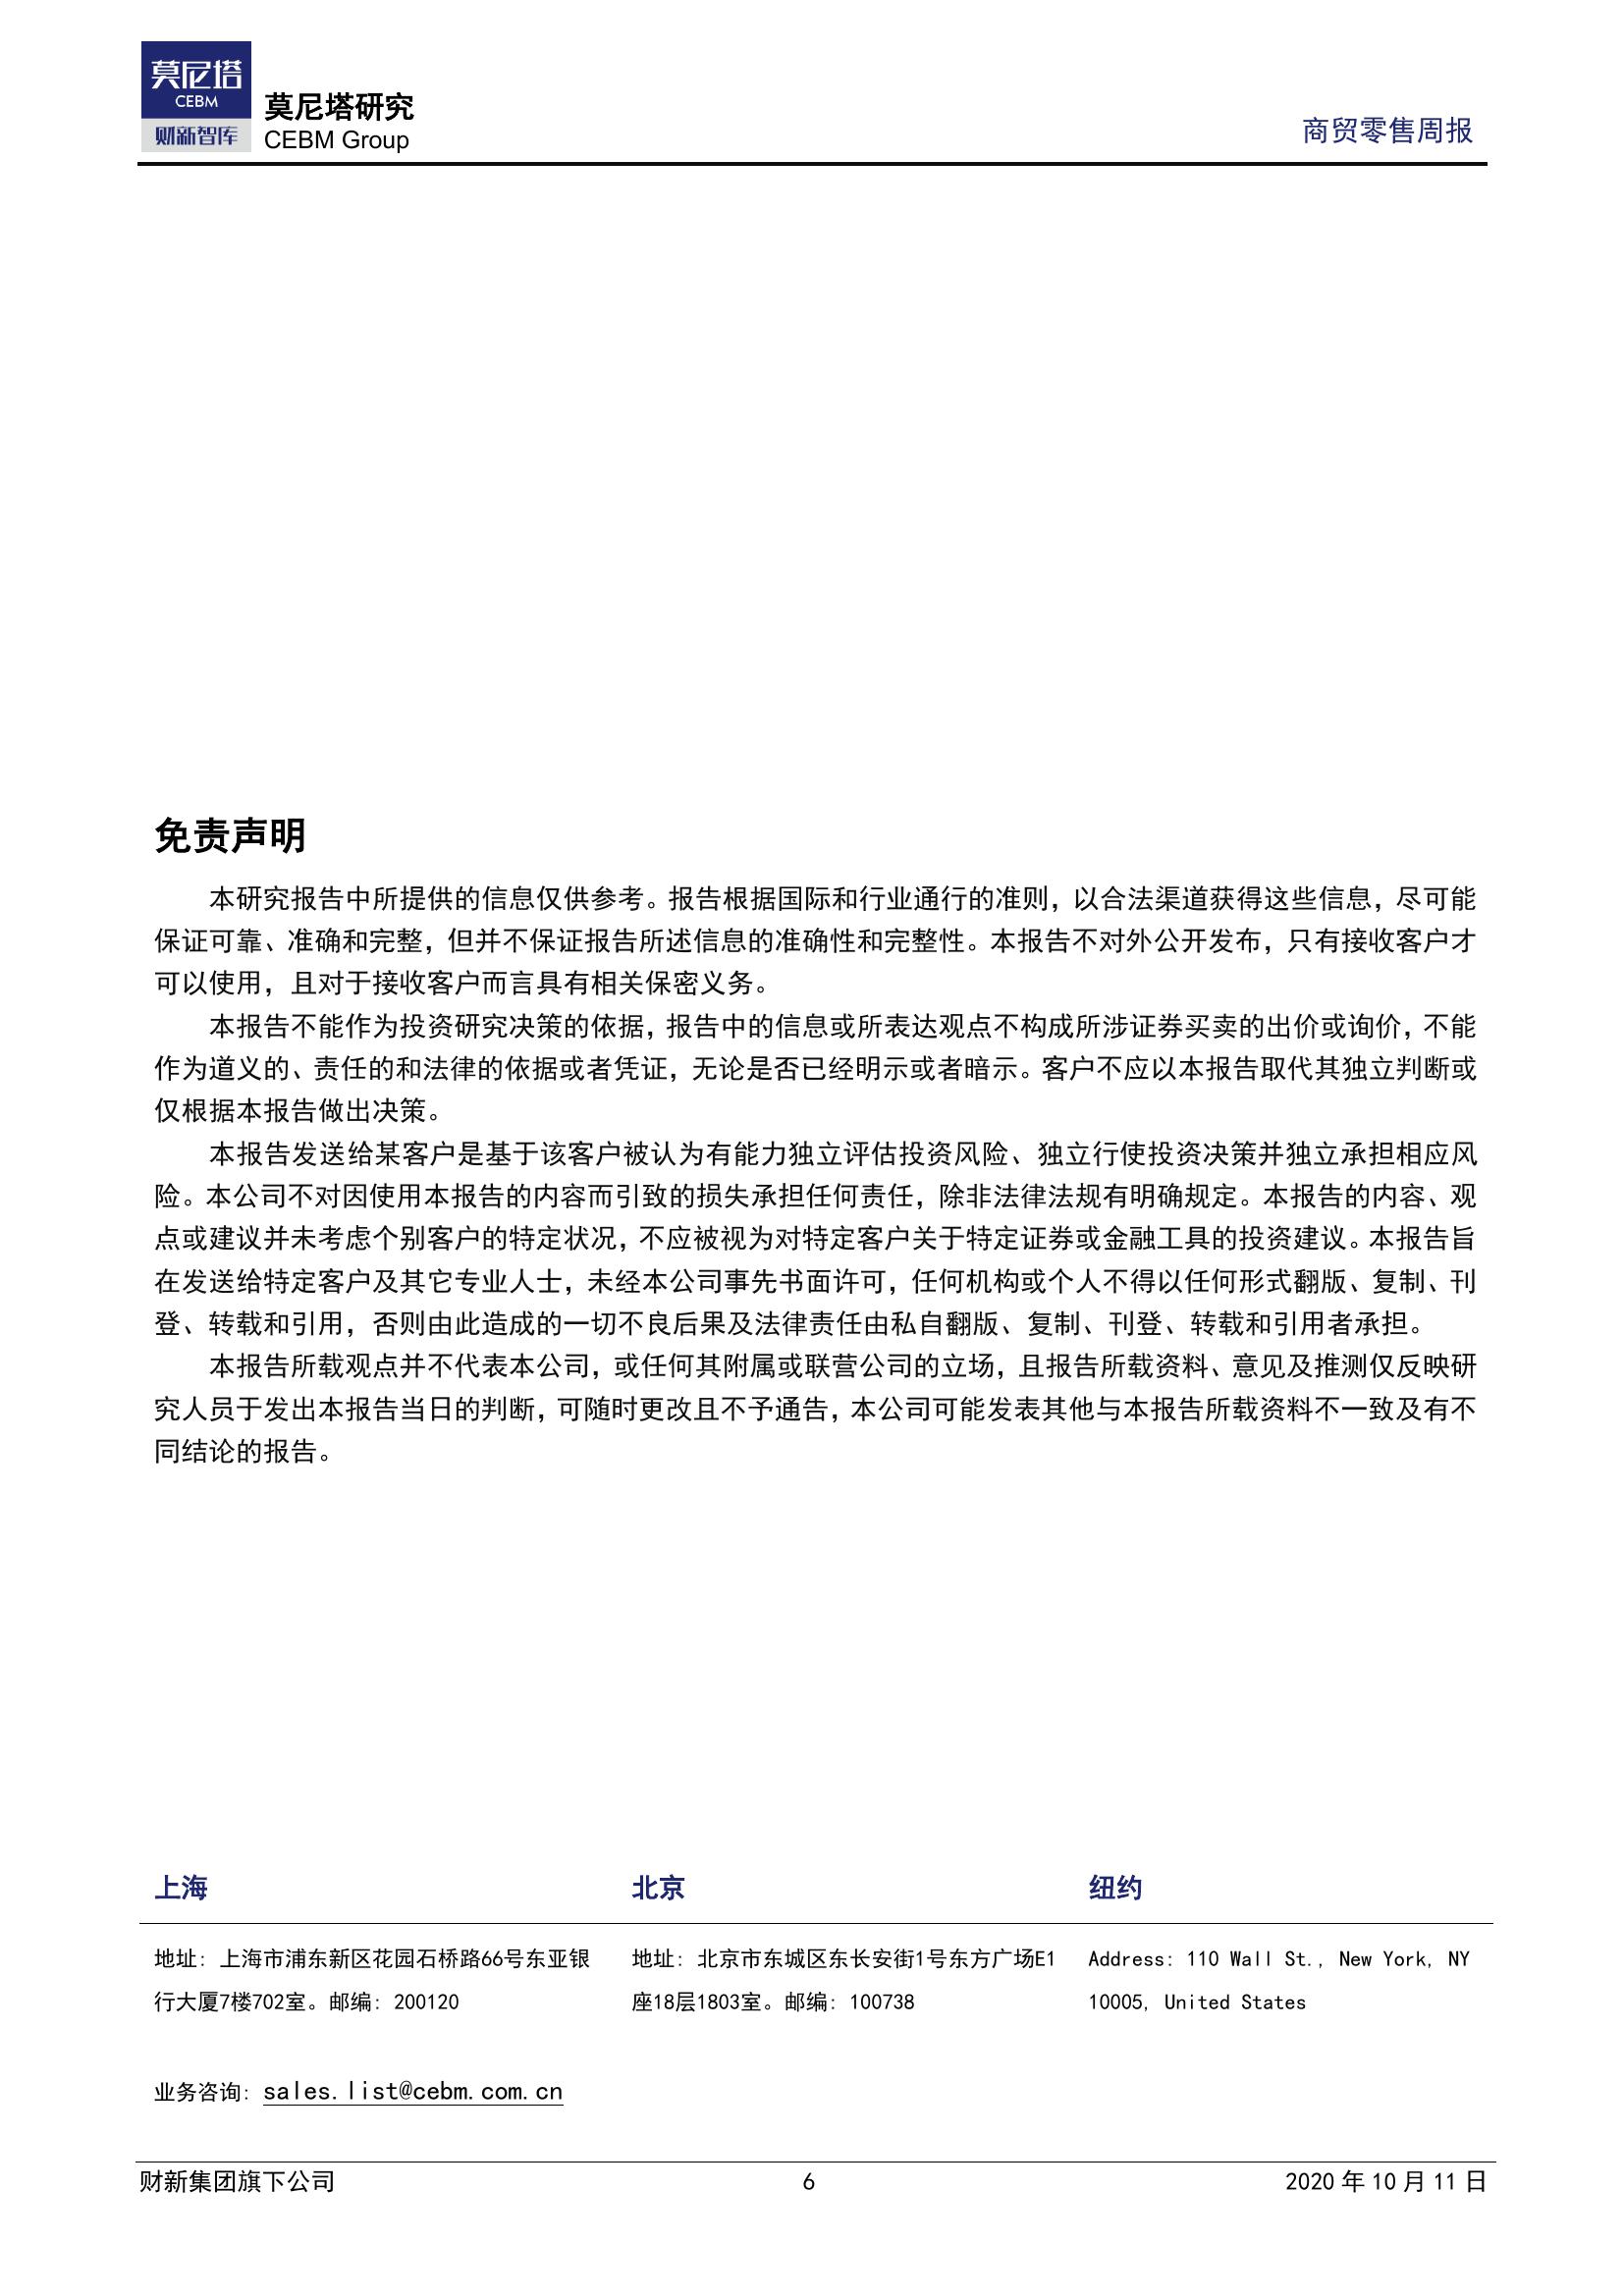 莫尼塔
CEBM
财新智库
莫尼塔研究
CEBM Group
商贸零售周报
免责声明
本研究报告中所提供的信息仅供参考。报告根据国际和行业通行的准则，以合法渠道获得这些信息，尽可能
保证可靠、准确和完整，但并不保证报告所述信息的准确性和完整性。本报告不对外公开发布，只有接收客户才
可以使用，且对于接收客户而言具有相关保密义务。
本报告不能作为投资研究决策的依据，报告中的信息或所表达观点不构成所涉证券买卖的出价或询价，不能
作为道义的、责任的和法律的依据或者凭证，无论是否已经明示或者暗示。客户不应以本报告取代其独立判断或
仅根据本报告做出决策。
本报告发送给某客户是基于该客户被认为有能力独立评估投资风险、独立行使投资决策并独立承担相应风
险。本公司不对因使用本报告的内容而引致的损失承担任何责任，除非法律法规有明确规定。本报告的内容、观
点或建议并未考虑个别客户的特定状况，不应被视为对特定客户关于特定证券或金融工具的投资建议。本报告旨
在发送给特定客户及其它专业人士，未经本公司事先书面许可，任何机构或个人不得以任何形式翻版、复制、刊
登、转载和引用，否则由此造成的一切不良后果及法律责任由私自翻版、复制、刊登、转载和引用者承担。
本报告所载观点并不代表本公司，或任何其附属或联营公司的立场，且报告所载资料、意见及推测仅反映研
究人员于发出本报告当日的判断，可随时更改且不予通告，本公司可能发表其他与本报告所载资料不一致及有不
同结论的报告。
上海
地址：上海市浦东新区花园石桥路66号东亚银
行大厦7楼702室。邮编：200120
北京
地址：北京市东城区东长安街1号东方广场E1
座18层1803室。邮编：100738
纽约
Address: 110 Wall St., New York, NY
10005, United States
业务咨询：sales.list@cebm.com.cn
财新集团旗下公司
6
2020 年 10 月 11 日